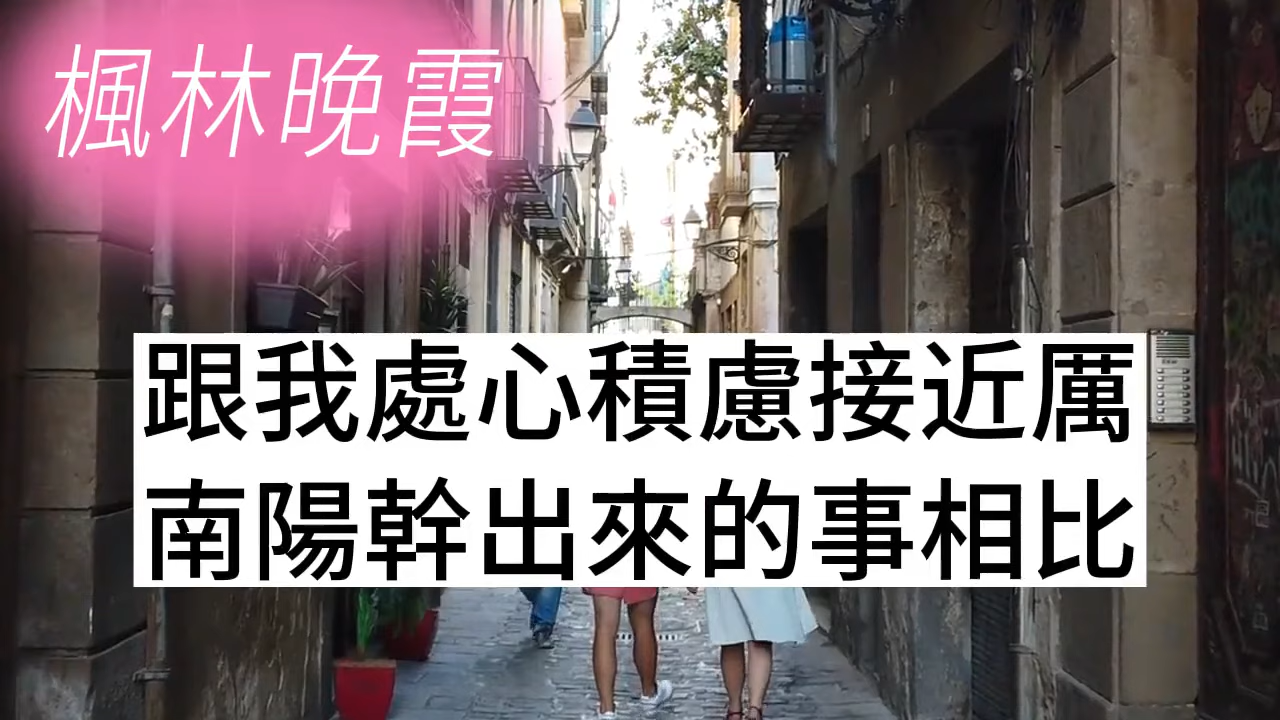 楓林晚霞
跟我處心積慮接近厲
南陽幹出來的事相比